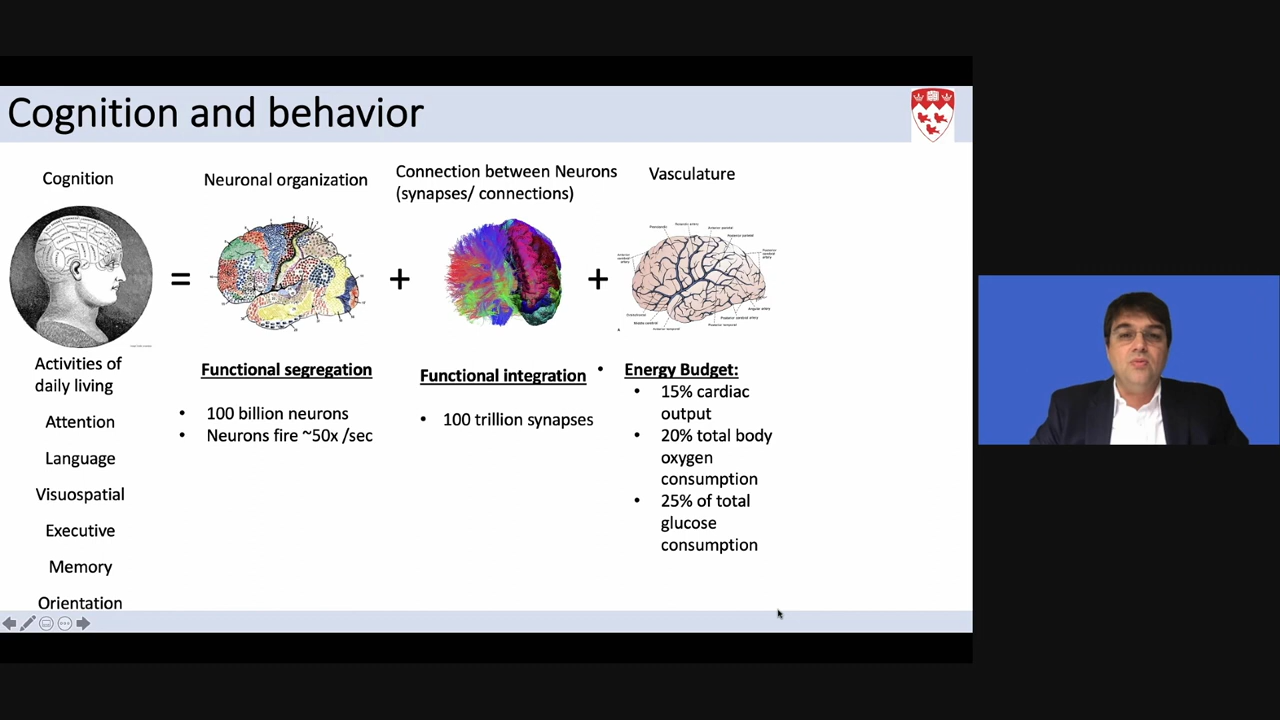 Cognition and behavior
Cognition
Activities of
daily living
Attention
Language
Visuospatial
Executive
Memory
Orientation
=
Neuronal organization
Functional segregation
• 100 billion neurons
• Neurons fire ~50x /sec
+
Connection between Neurons
(synapses/ connections)
Functional integration
• 100 trillion synapses
+
Vasculature
• Energy Budget:
• 15% cardiac
output
• 20% total body
oxygen
consumption
• 25% of total
glucose
consumption